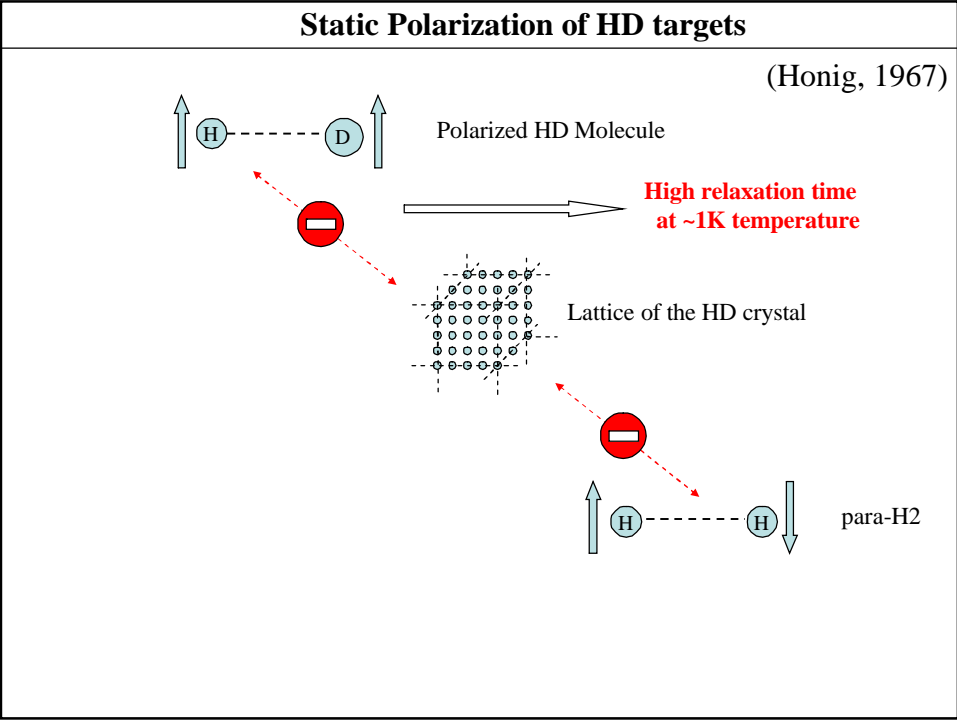 Static Polarization of HD targets
(Honig, 1967)
H D Polarized HD Molecule
High relaxation time
at ~1K temperature
Lattice of the HD crystal
H H para-H2